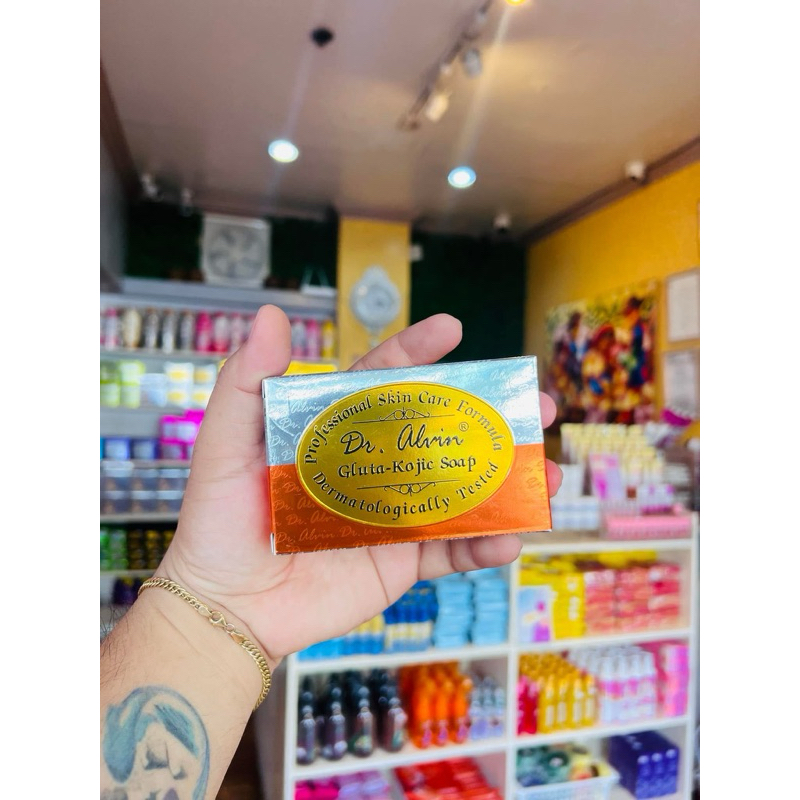 Professional Skin Care Formula
Dr. Alvin®
Gluta-Kojic Soap
Dermatologically Tested